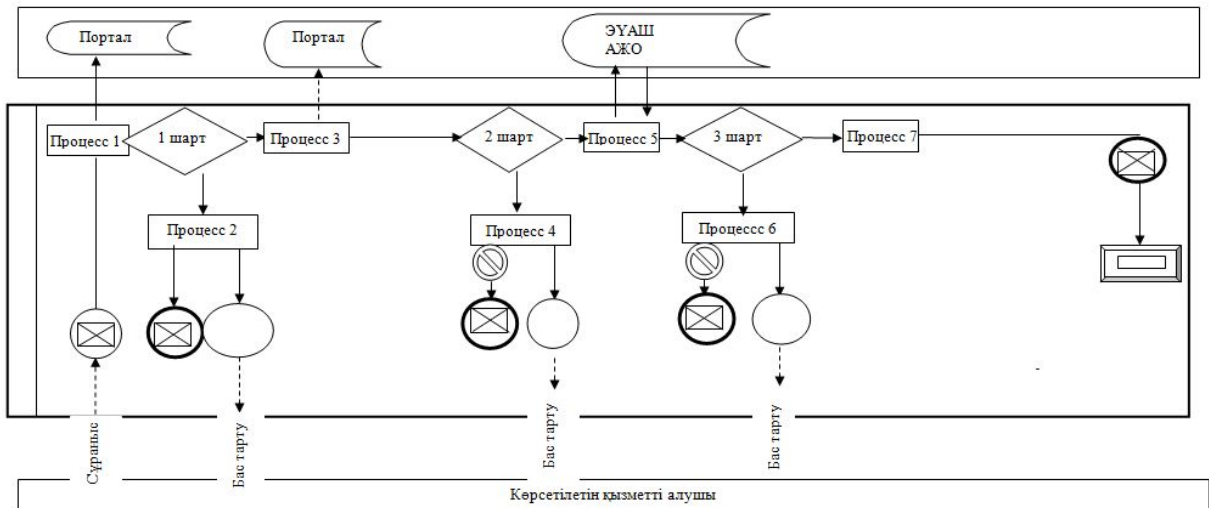 Портал
Портал
ЭҮАШ
АЖО
Процесс 1
1 шарт
Процесс 3
2 шарт
Процесс 5
3 шарт
Процесс 7
Процесс 2
Процесс 4
Процессс 6
Сұраныс
Бас тарту
Бас тарту
Бас тарту
Көрсетілетін қызметті алушы